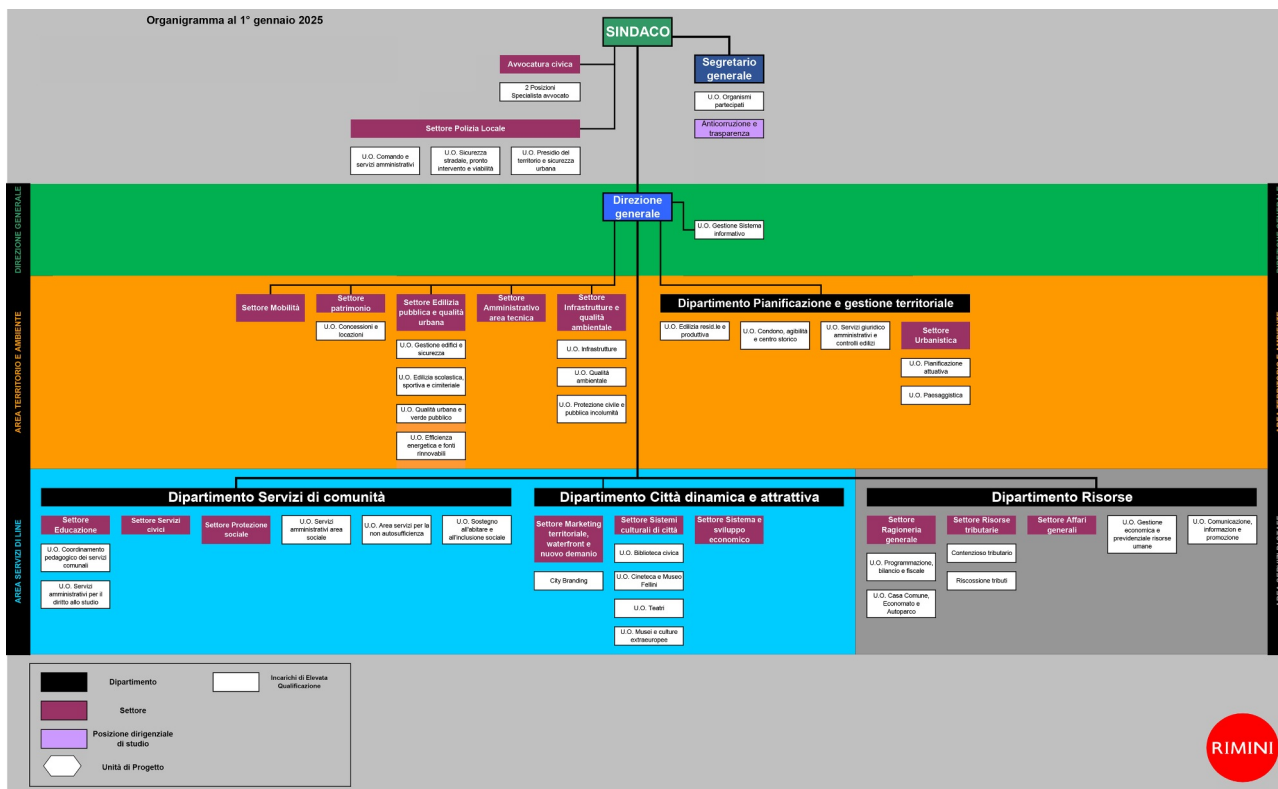 Organigramma al 1° gennaio 2025
SINDACO
Avvocatura civica
2 Posizioni
Specialista avvocato
Segretario
generale
U.O. Organismi
partecipati
Anticorruzione e
trasparenza
Settore Polizia Locale
U.O. Comando e
servizi amministrativi
U.O. Sicurezza
stradale, pronto
intervento e viabilità
U.O. Presidio del
territorio e sicurezza
urbana
DIREZIONE GENERALE
Direzione
generale
U.O. Gestione Sistema
informativo
AREA TERRITORIO E AMBIENTE
Settore Mobilità
Settore
patrimonio
U.O. Concessioni e
locazioni
Settore Edilizia
pubblica e qualità
urbana
U.O. Gestione edifici e
sicurezza
U.O. Edilizia scolastica,
sportiva e cimiteriale
U.O. Qualità urbana e
verde pubblico
U.O. Efficienza
energetica e fonti
rinnovabili
Settore
Amministrativo
area tecnica
Settore
Infrastrutture e
qualità
ambientale
U.O. Infrastrutture
U.O. Qualità
ambientale
U.O. Protezione civile e
pubblica incolumità
Dipartimento Pianificazione e gestione territoriale
U.O. Edilizia resid.le e
produttiva
U.O. Condono, agibilità
e centro storico
U.O. Servizi giuridico
amministrativi e
controlli edilizi
Settore
Urbanistica
U.O. Pianificazione
attuativa
U.O. Paesaggistica
AREA SERVIZI DI LINE
Dipartimento Servizi di comunità
Settore
Educazione
U.O. Coordinamento
pedagogico dei servizi
comunali
U.O. Servizi
amministrativi per il
diritto allo studio
Settore Servizi
civici
Settore Protezione
sociale
U.O. Servizi
amministrativi area
sociale
U.O. Area servizi per la
non autosufficienza
U.O. Sostegno
all'abitare e
all'inclusione sociale
Dipartimento Città dinamica e attrattiva
Settore Marketing
territoriale,
waterfront e
nuovo demanio
City Branding
Settore Sistemi
culturali di città
U.O. Biblioteca civica
U.O. Cineteca e Museo
Fellini
U.O. Teatri
U.O. Musei e culture
extraeuropee
Settore Sistema e
sviluppo
economico
Dipartimento Risorse
Settore
Ragioneria
generale
U.O. Programmazione,
bilancio e fiscale
U.O. Casa Comune,
Economato e
Autoparco
Settore Risorse
tributarie
Contenzioso tributario
Riscossione tributi
Settore Affari
generali
U.O. Gestione
economica e
previdenziale risorse
umane
U.O. Comunicazione,
informazion e
promozione
Dipartimento
Incarichi di Elevata
Qualificazione
Settore
Posizione dirigenziale
di studio
Unità di Progetto
RIMINI